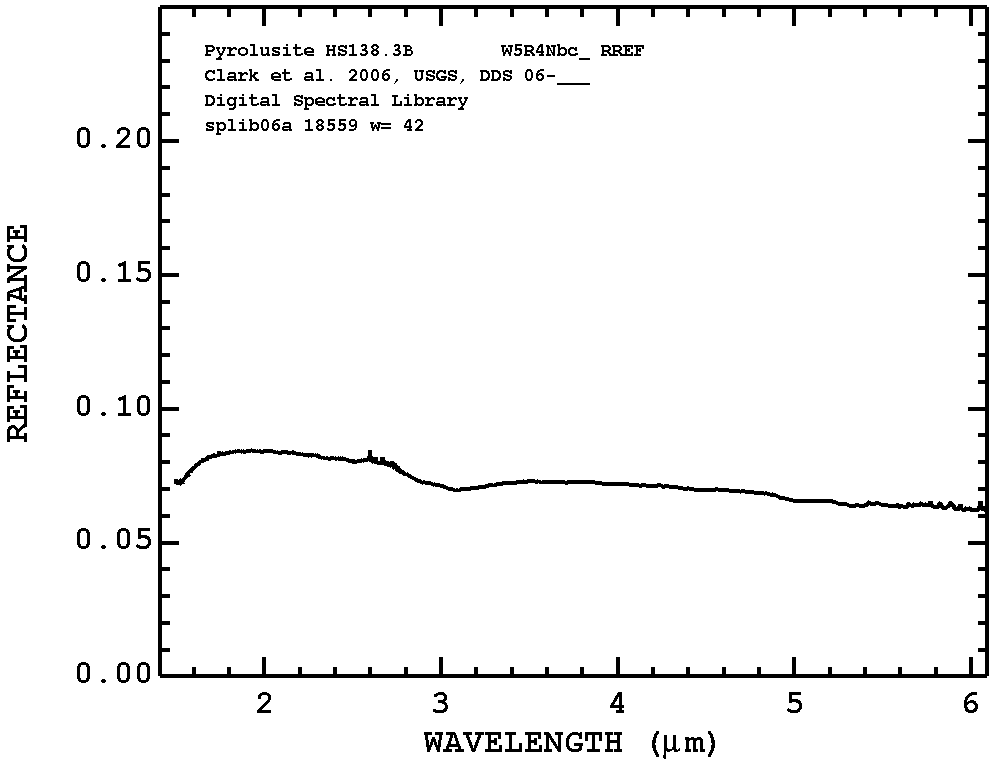 Pyrolusite HS138.3B W5R4Nbc_ RREF
Clark et al. 2006, USGS, DDS 06-___
Digital Spectral Library
splib06a 18559 w= 42
REFLECTANCE
0.20
0.15
0.10
0.05
0.00
2 3 4 5 6
WAVELENGTH (μm)